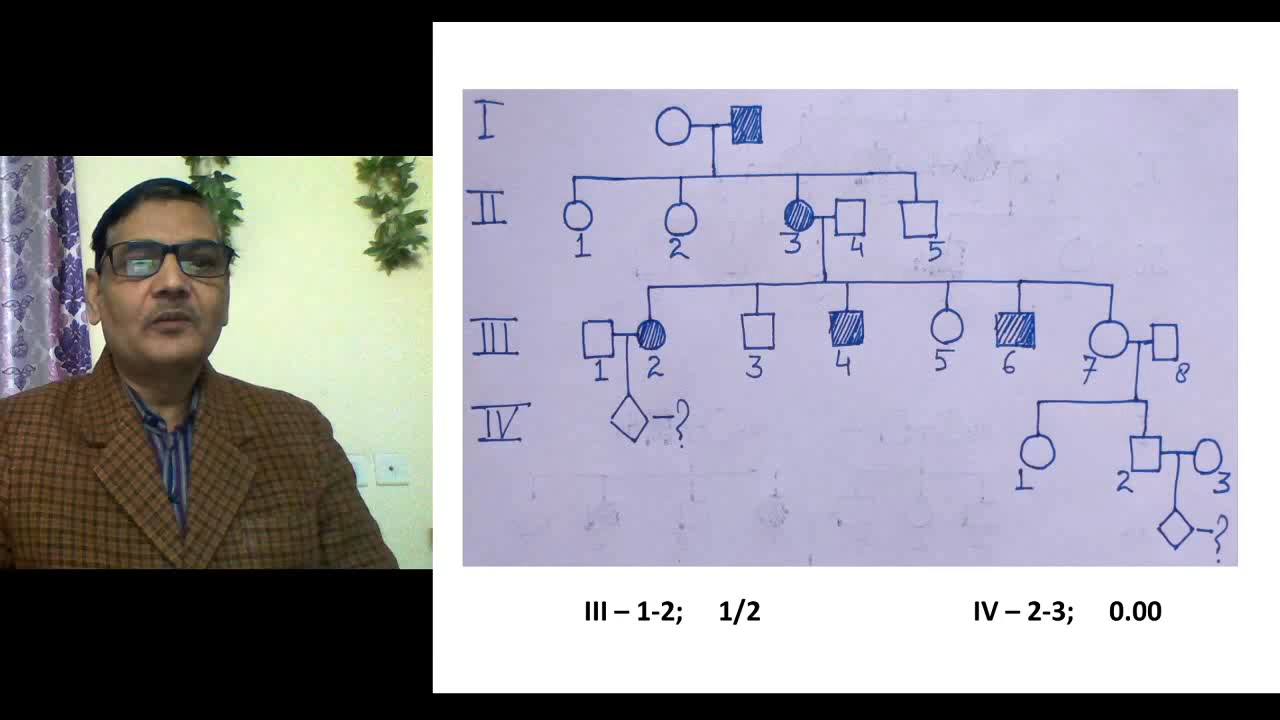 I
II
1 2 3 4 5
III
1 2 3 4 5 6 7 8
IV
-?
1 2 3
-?
III – 1-2; 1/2 IV – 2-3; 0.00